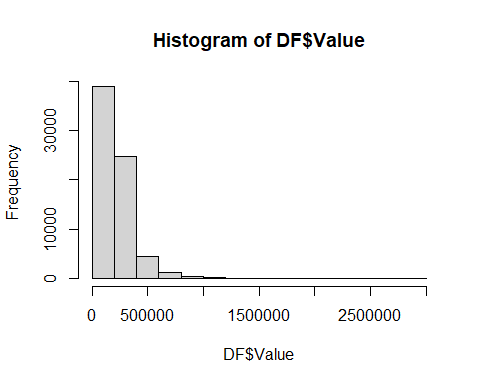 Histogram of DF$Value
Frequency
30000
10000
0
0 500000 1500000 2500000
DF$Value